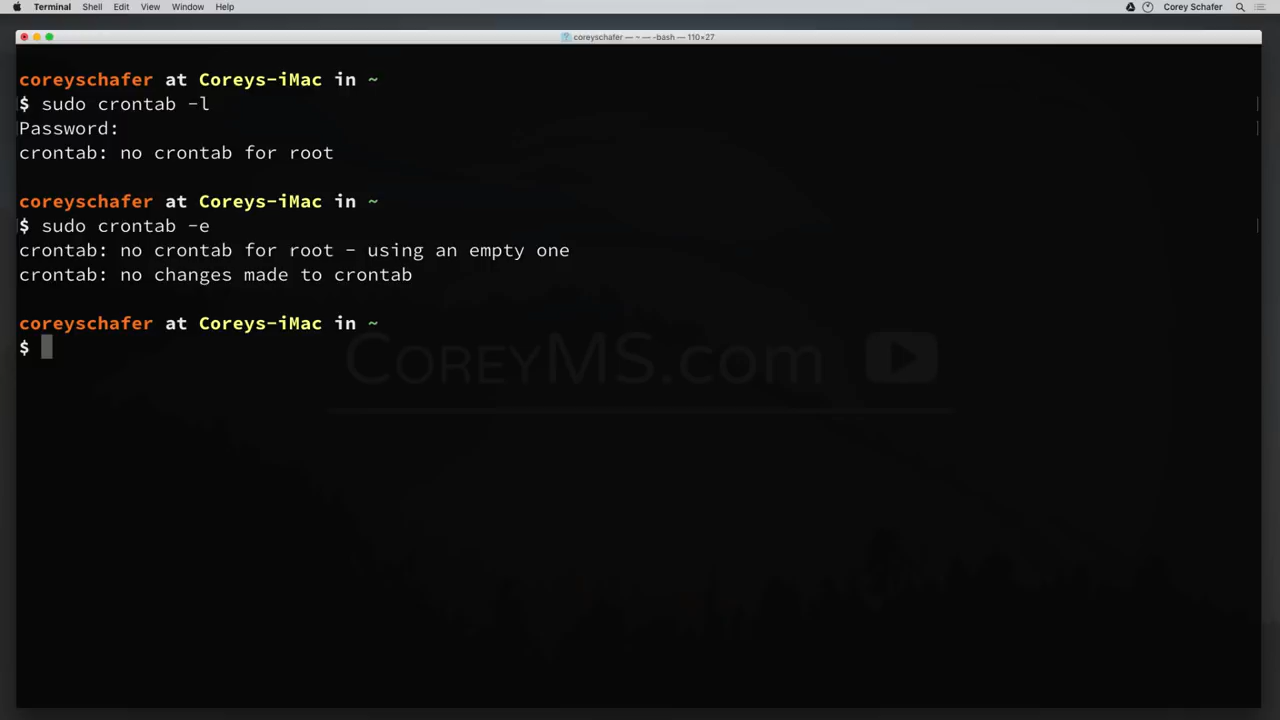 Terminal Shell Edit View Window Help Corey Schafer
coreyschafer — ~ — -bash — 110×27
coreyschafer at Coreys-iMac in ~
$ sudo crontab -l
Password:
crontab: no crontab for root
coreyschafer at Coreys-iMac in ~
$ sudo crontab -e
crontab: no crontab for root - using an empty one
crontab: no changes made to crontab
coreyschafer at Coreys-iMac in ~
$
CoreyMS.com